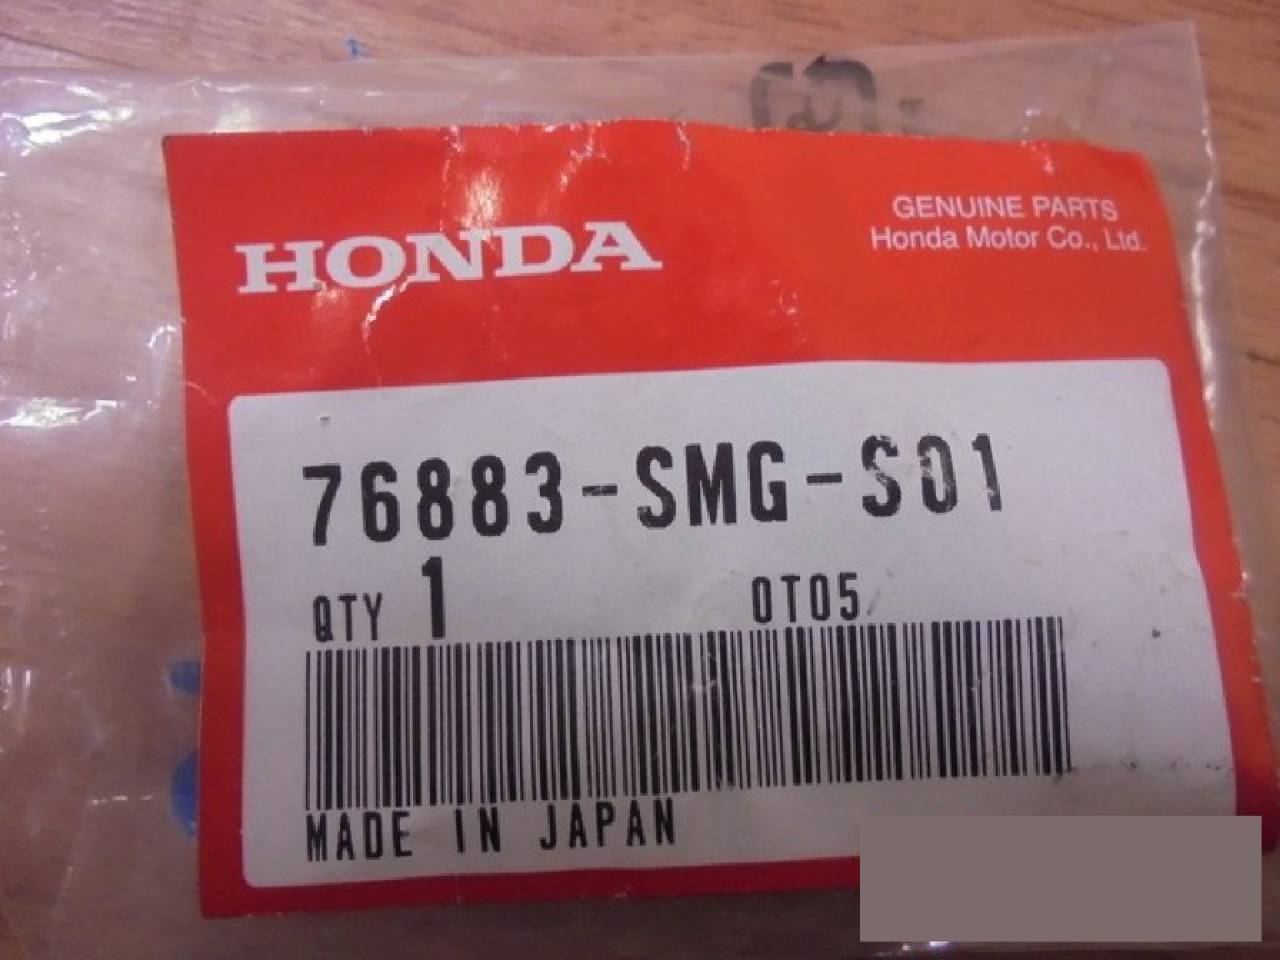 HONDA
GENUINE PARTS
Honda Motor Co., Ltd.
76883-SMG-S01
QTY 1 0T05
MADE IN JAPAN